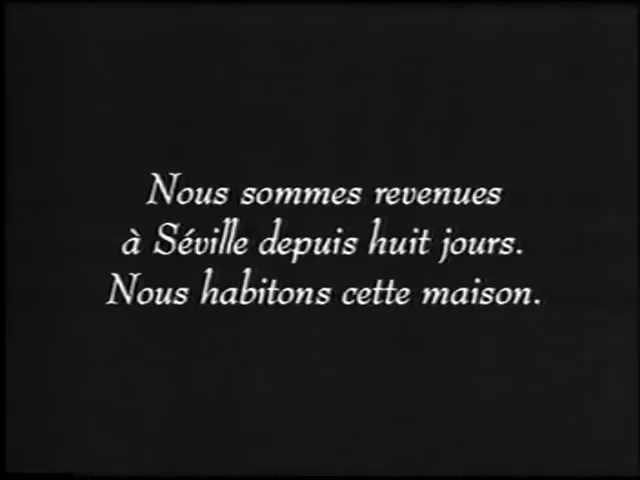 Nous sommes revenues
à Séville depuis huit jours.
Nous habitons cette maison.